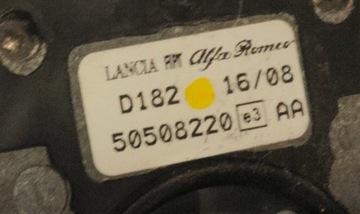 LANCIA FIAT Alfa Romeo
D182 16/08
50508220 e3 AA